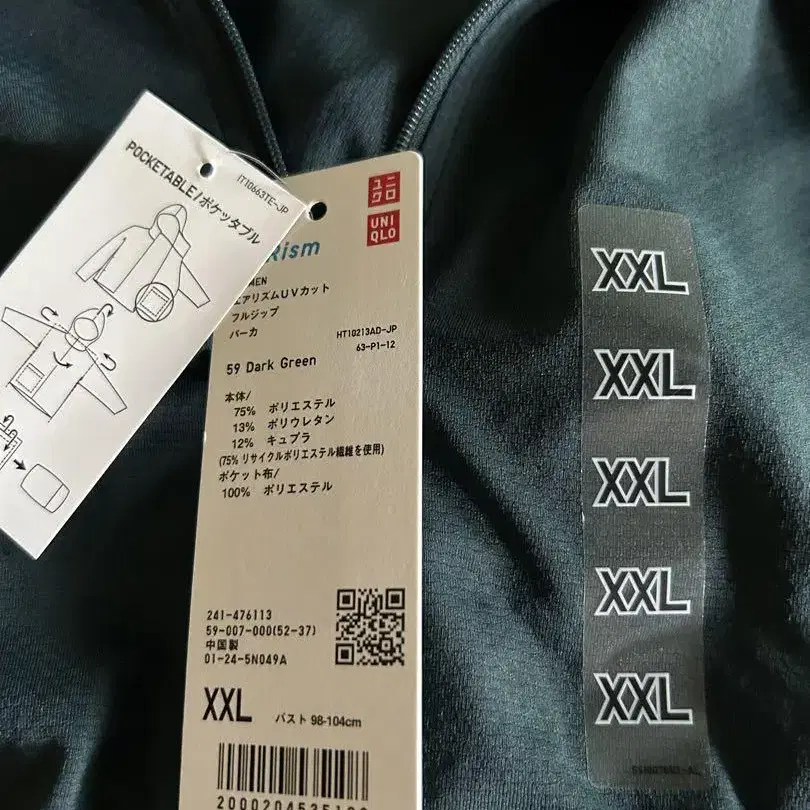 POCKETABLE/ポケッタブル
IT10663TE-JP
ユニ
クロ
UNI
QLO
エアリズムUVカット
フルジップ
パーカ
HT10213AD-JP
63-P1-12
59 Dark Green
本体/
75% ポリエステル
13% ポリウレタン
12% キュプラ
(75% リサイクルポリエステル繊維を使用)
ポケット布/
100% ポリエステル
241-476113
59-007-000(52-37)
中国製
01-24-5N049A
XXL バスト 98-104cm
XXL
XXL
XXL
XXL
XXL